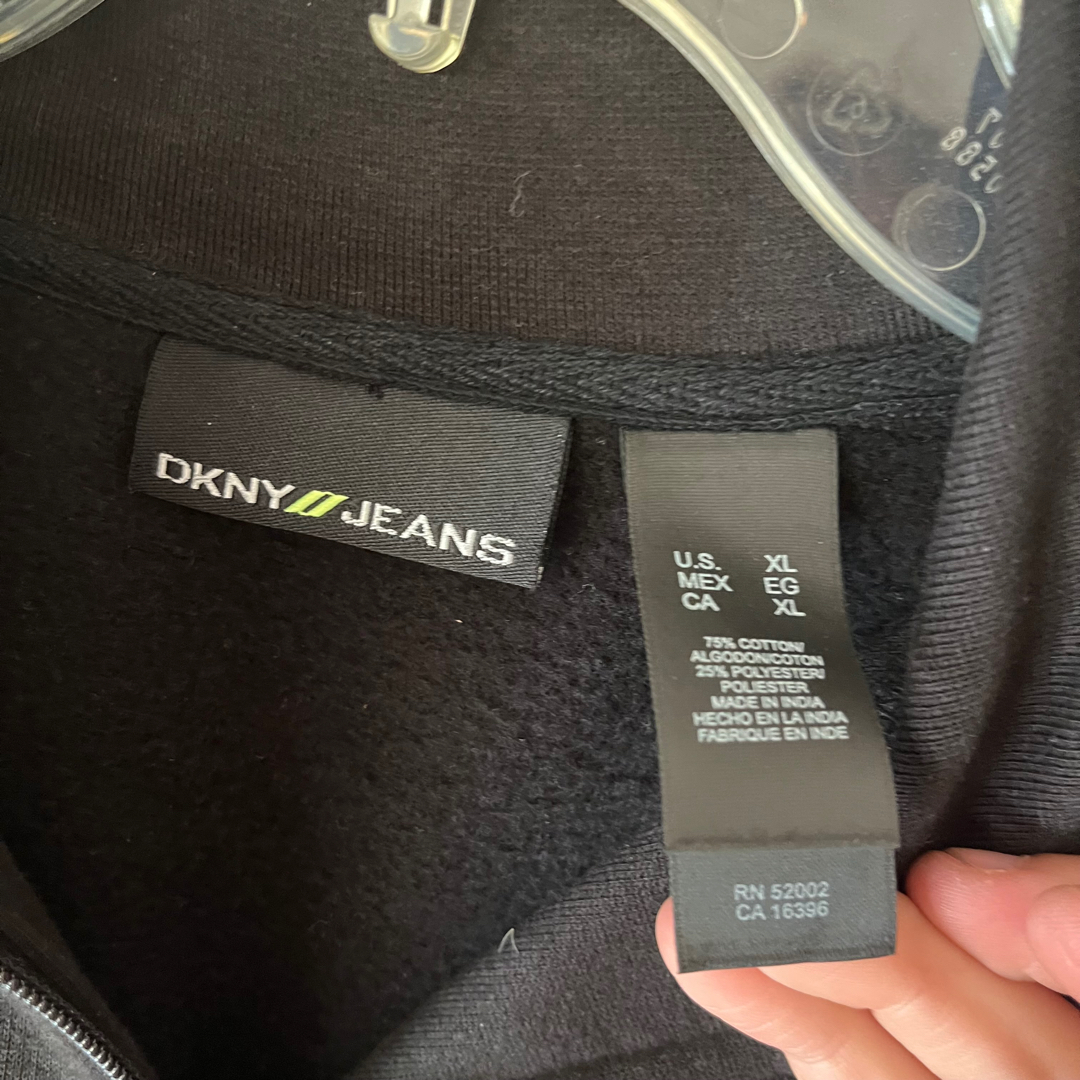 DKNY//JEANS
U.S. XL
MEX EG
CA XL
75% COTTON/
ALGODON/COTON
25% POLYESTER/
POLIESTER
MADE IN INDIA
HECHO EN LA INDIA
FABRIQUE EN INDE
RN 52002
CA 16396